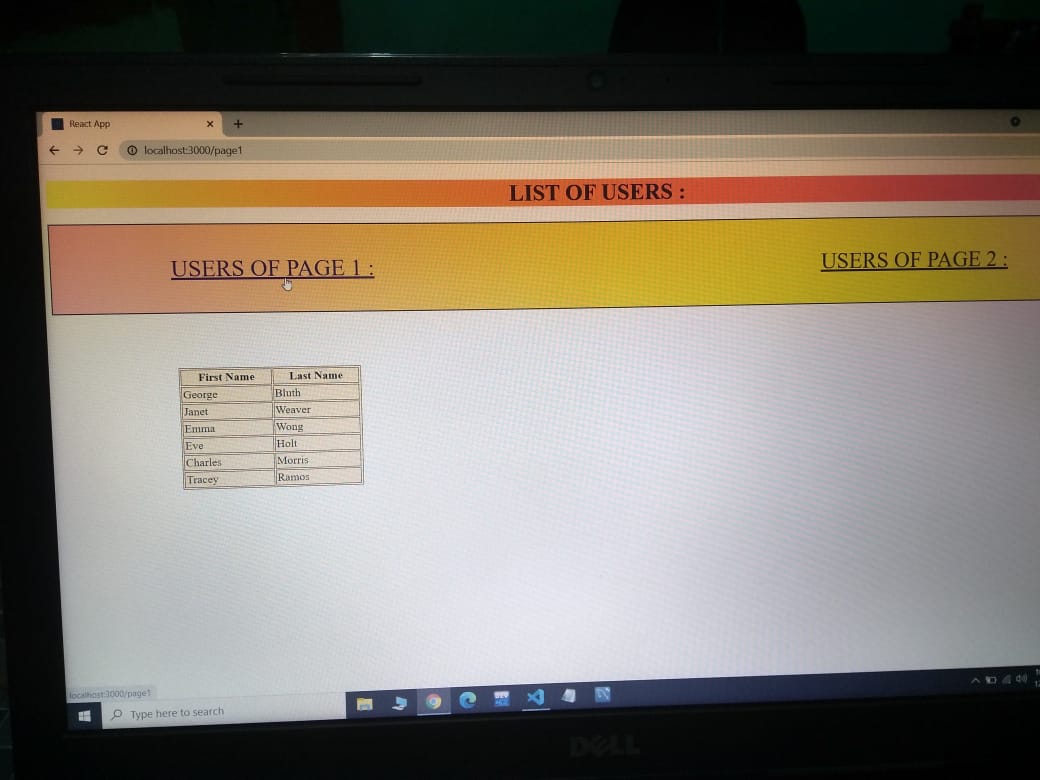 React App
localhost:3000/page1
LIST OF USERS :
USERS OF PAGE 1 : USERS OF PAGE 2 :
First Name Last Name
George Bluth
Janet Weaver
Emma Wong
Eve Holt
Charles Morris
Tracey Ramos
localhost:3000/page1
Type here to search
DELL